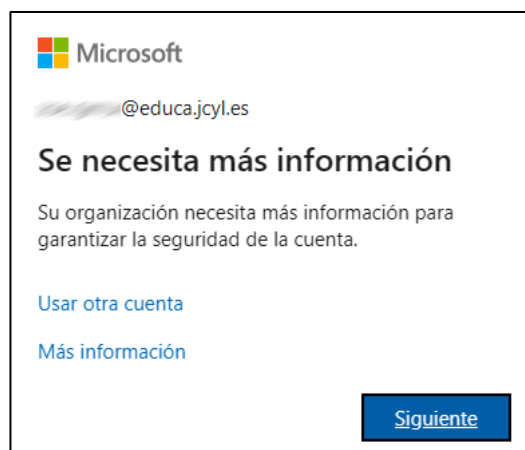 Microsoft
@educa.jcyl.es
Se necesita más información
Su organización necesita más información para
garantizar la seguridad de la cuenta.
Usar otra cuenta
Más información
Siguiente